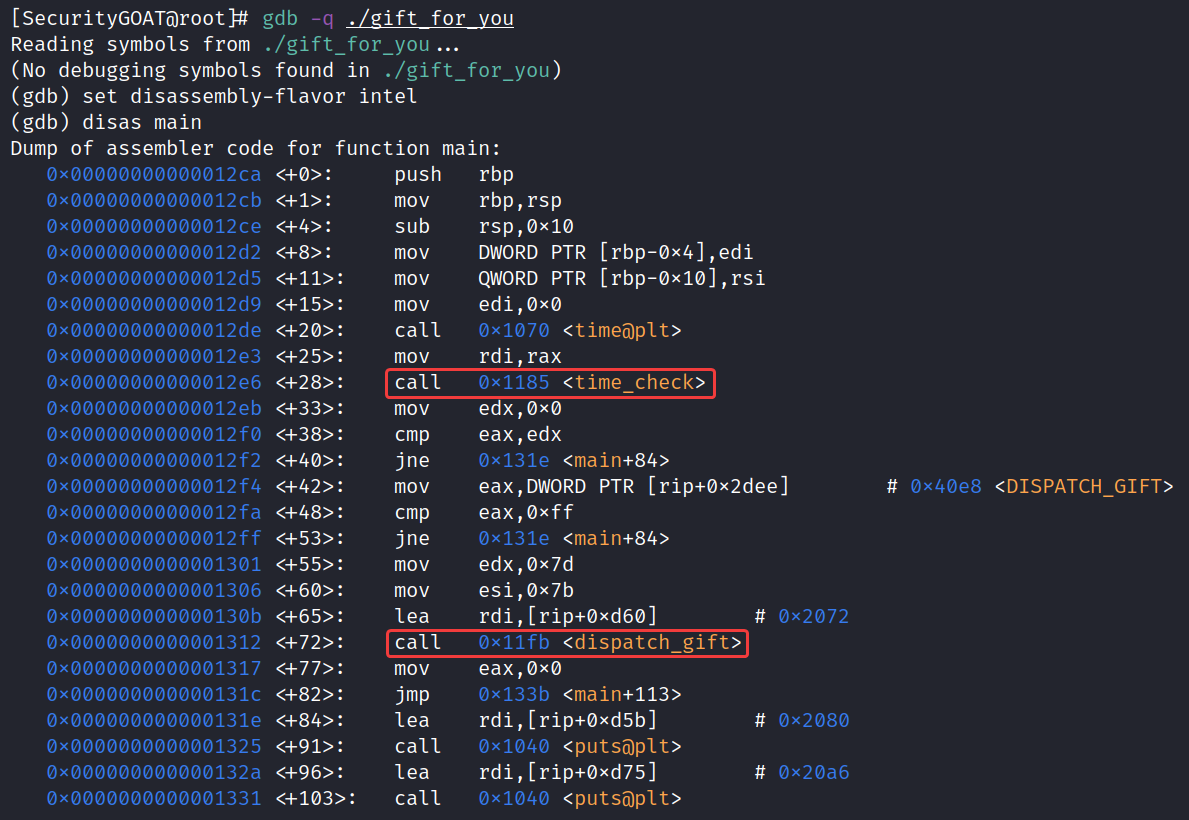 [SecurityGOAT@root]# gdb -q ./gift_for_you
Reading symbols from ./gift_for_you...
(No debugging symbols found in ./gift_for_you)
(gdb) set disassembly-flavor intel
(gdb) disas main
Dump of assembler code for function main:
0x00000000000012ca <+0>: push rbp
0x00000000000012cb <+1>: mov rbp,rsp
0x00000000000012ce <+4>: sub rsp,0x10
0x00000000000012d2 <+8>: mov DWORD PTR [rbp-0x4],edi
0x00000000000012d5 <+11>: mov QWORD PTR [rbp-0x10],rsi
0x00000000000012d9 <+15>: mov edi,0x0
0x00000000000012de <+20>: call 0x1070 <time@plt>
0x00000000000012e3 <+25>: mov rdi,rax
0x00000000000012e6 <+28>: call 0x1185 <time_check>
0x00000000000012eb <+33>: mov edx,0x0
0x00000000000012f0 <+38>: cmp eax,edx
0x00000000000012f2 <+40>: jne 0x131e <main+84>
0x00000000000012f4 <+42>: mov eax,DWORD PTR [rip+0x2dee] # 0x40e8 <DISPATCH_GIFT>
0x00000000000012fa <+48>: cmp eax,0xff
0x00000000000012ff <+53>: jne 0x131e <main+84>
0x0000000000001301 <+55>: mov edx,0x7d
0x0000000000001306 <+60>: mov esi,0x7b
0x000000000000130b <+65>: lea rdi,[rip+0xd60] # 0x2072
0x0000000000001312 <+72>: call 0x11fb <dispatch_gift>
0x0000000000001317 <+77>: mov eax,0x0
0x000000000000131c <+82>: jmp 0x133b <main+113>
0x000000000000131e <+84>: lea rdi,[rip+0xd5b] # 0x2080
0x0000000000001325 <+91>: call 0x1040 <puts@plt>
0x000000000000132a <+96>: lea rdi,[rip+0xd75] # 0x20a6
0x0000000000001331 <+103>: call 0x1040 <puts@plt>